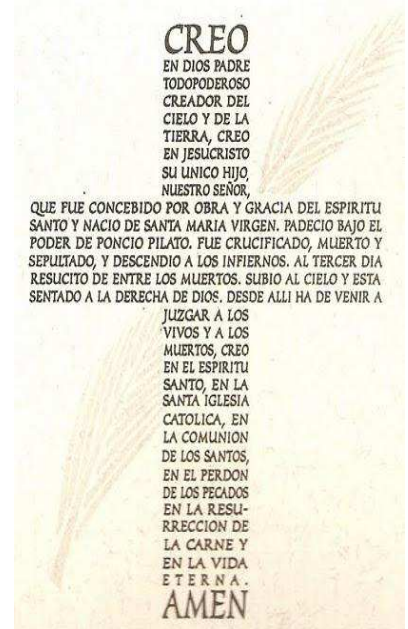 CREO
EN DIOS PADRE
TODOPODEROSO
CREADOR DEL
CIELO Y DE LA
TIERRA, CREO
EN JESUCRISTO
SU UNICO HIJO,
NUESTRO SEÑOR,
QUE FUE CONCEBIDO POR OBRA Y GRACIA DEL ESPIRITU
SANTO Y NACIO DE SANTA MARIA VIRGEN. PADECIO BAJO EL
PODER DE PONCIO PILATO. FUE CRUCIFICADO, MUERTO Y
SEPULTADO, Y DESCENDIO A LOS INFIERNOS. AL TERCER DIA
RESUCITO DE ENTRE LOS MUERTOS. SUBIO AL CIELO Y ESTA
SENTADO A LA DERECHA DE DIOS. DESDE ALLI HA DE VENIR A
JUZGAR A LOS
VIVOS Y A LOS
MUERTOS, CREO
EN EL ESPIRITU
SANTO, EN LA
SANTA IGLESIA
CATOLICA, EN
LA COMUNION
DE LOS SANTOS,
EN EL PERDON
DE LOS PECADOS
EN LA RESU-
RRECCION DE
LA CARNE Y
EN LA VIDA
ETERNA.
AMEN